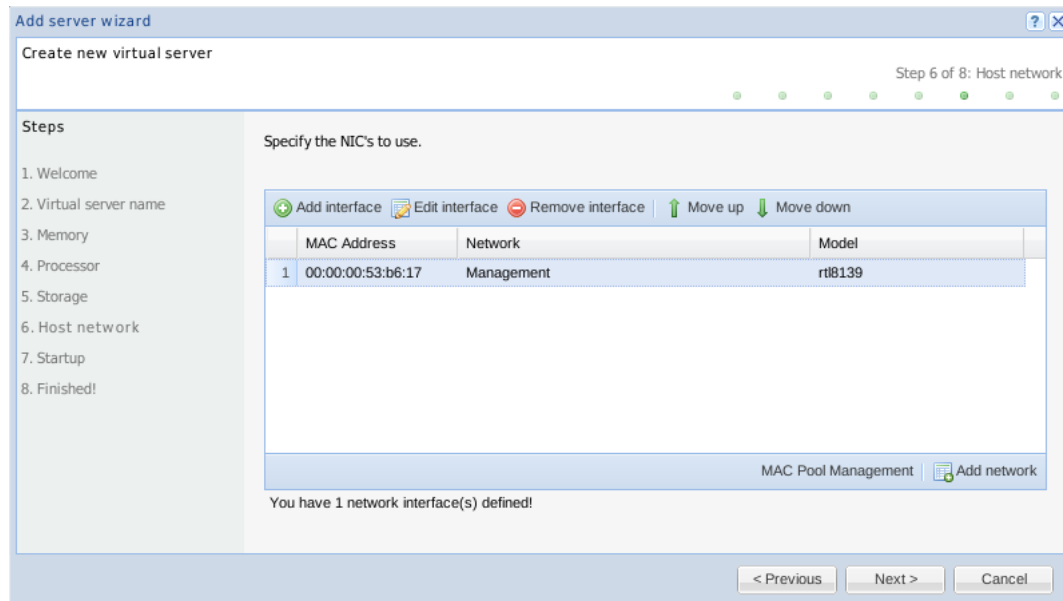 Add server wizard
Create new virtual server
Step 6 of 8: Host network
Steps
1. Welcome
2. Virtual server name
3. Memory
4. Processor
5. Storage
6. Host network
7. Startup
8. Finished!
Specify the NIC's to use.
Add interface Edit interface Remove interface Move up Move down
MAC Address Network Model
1 00:00:00:53:b6:17 Management rtl8139
MAC Pool Management Add network
You have 1 network interface(s) defined!
< Previous Next > Cancel